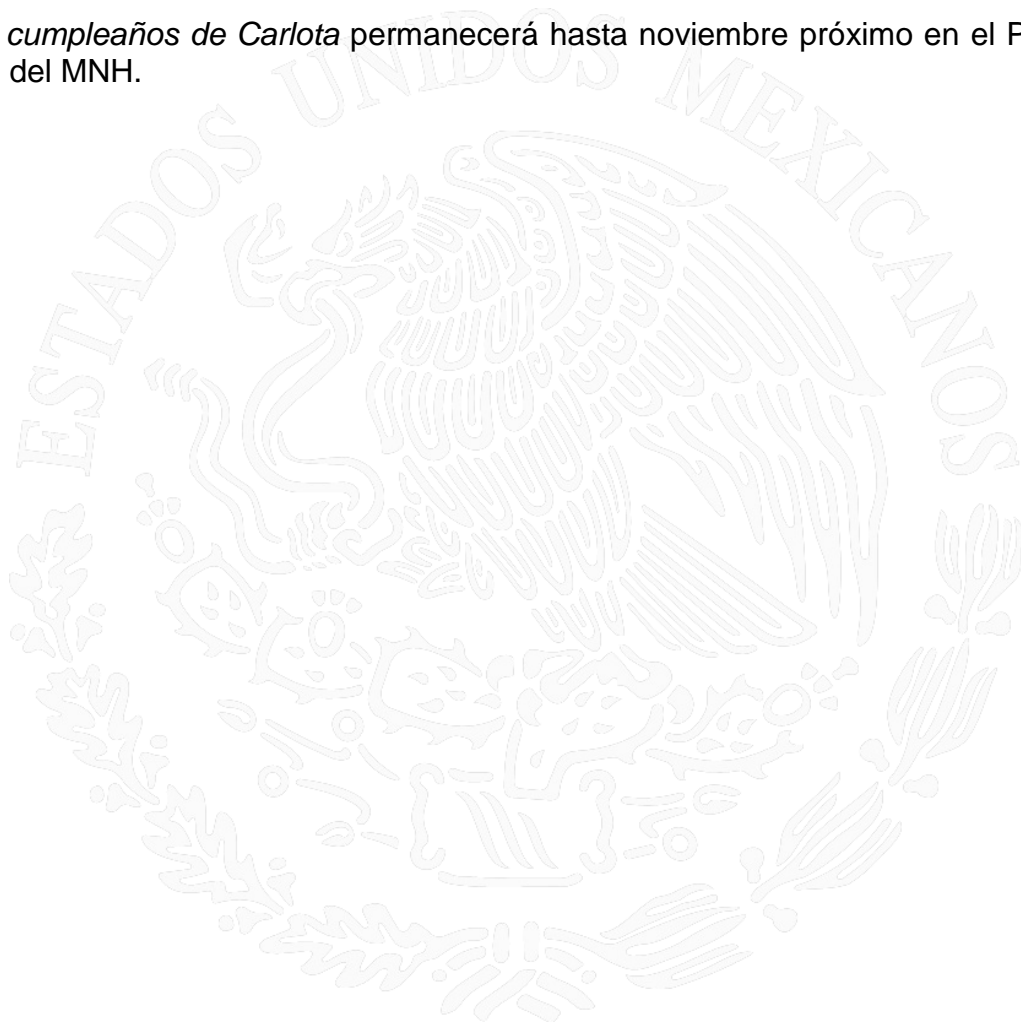 cumpleaños de Carlota permanecerá hasta noviembre próximo en el
del MNH.
ESTADOS UNIDOS MEXICANOS